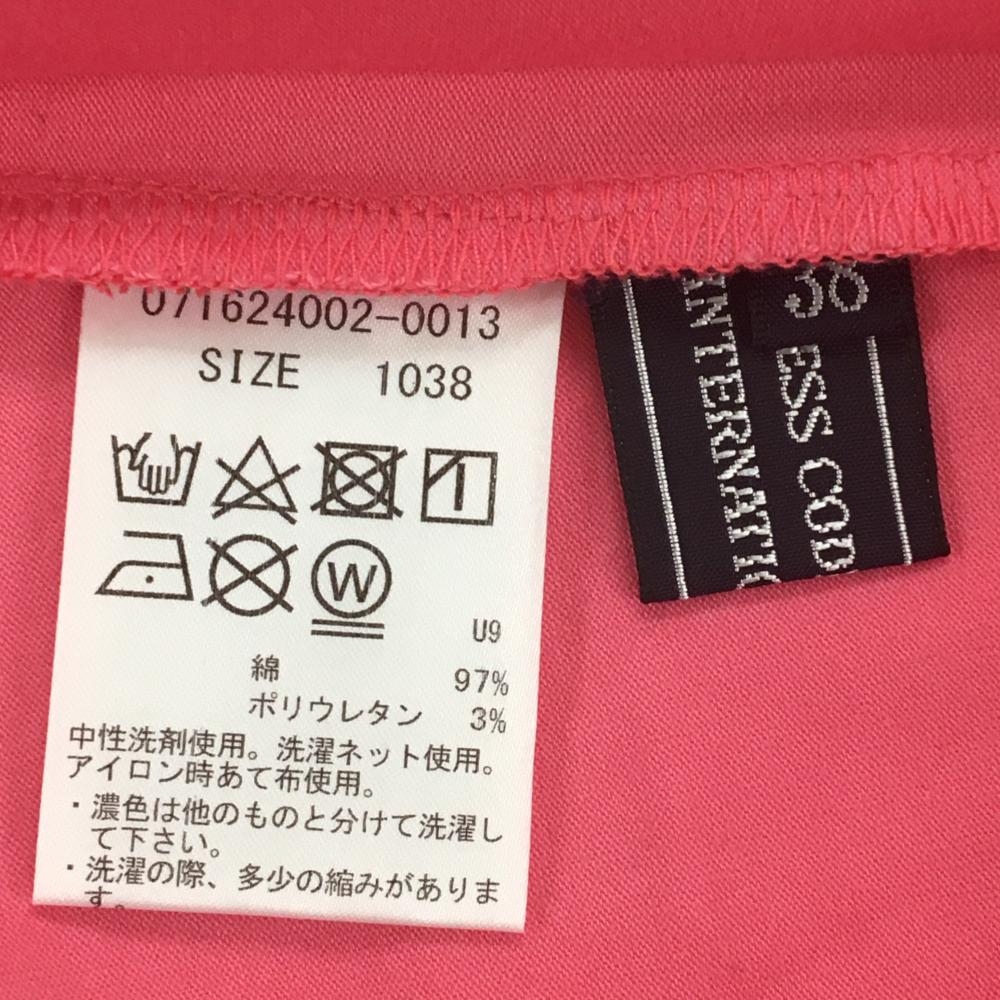 071624002-0013
SIZE 1038
W
U9
綿 97%
ポリウレタン 3%
中性洗剤使用。洗濯ネット使用。
アイロン時あて布使用。
・濃色は他のものと分けて洗濯し
て下さい。
・洗濯の際、多少の縮みがありま
す。
38
INTERNATIO
ESS COD